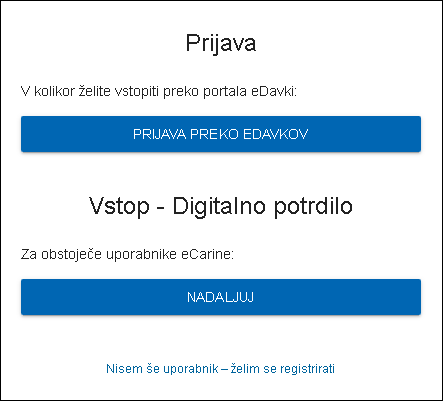 Prijava
V kolikor želite vstopiti preko portala eDavki:
PRIJAVA PREKO EDAVKOV
Vstop - Digitalno potrdilo
Za obstoječe uporabnike eCarine:
NADALJUJ
Nisem še uporabnik – želim se registrirati